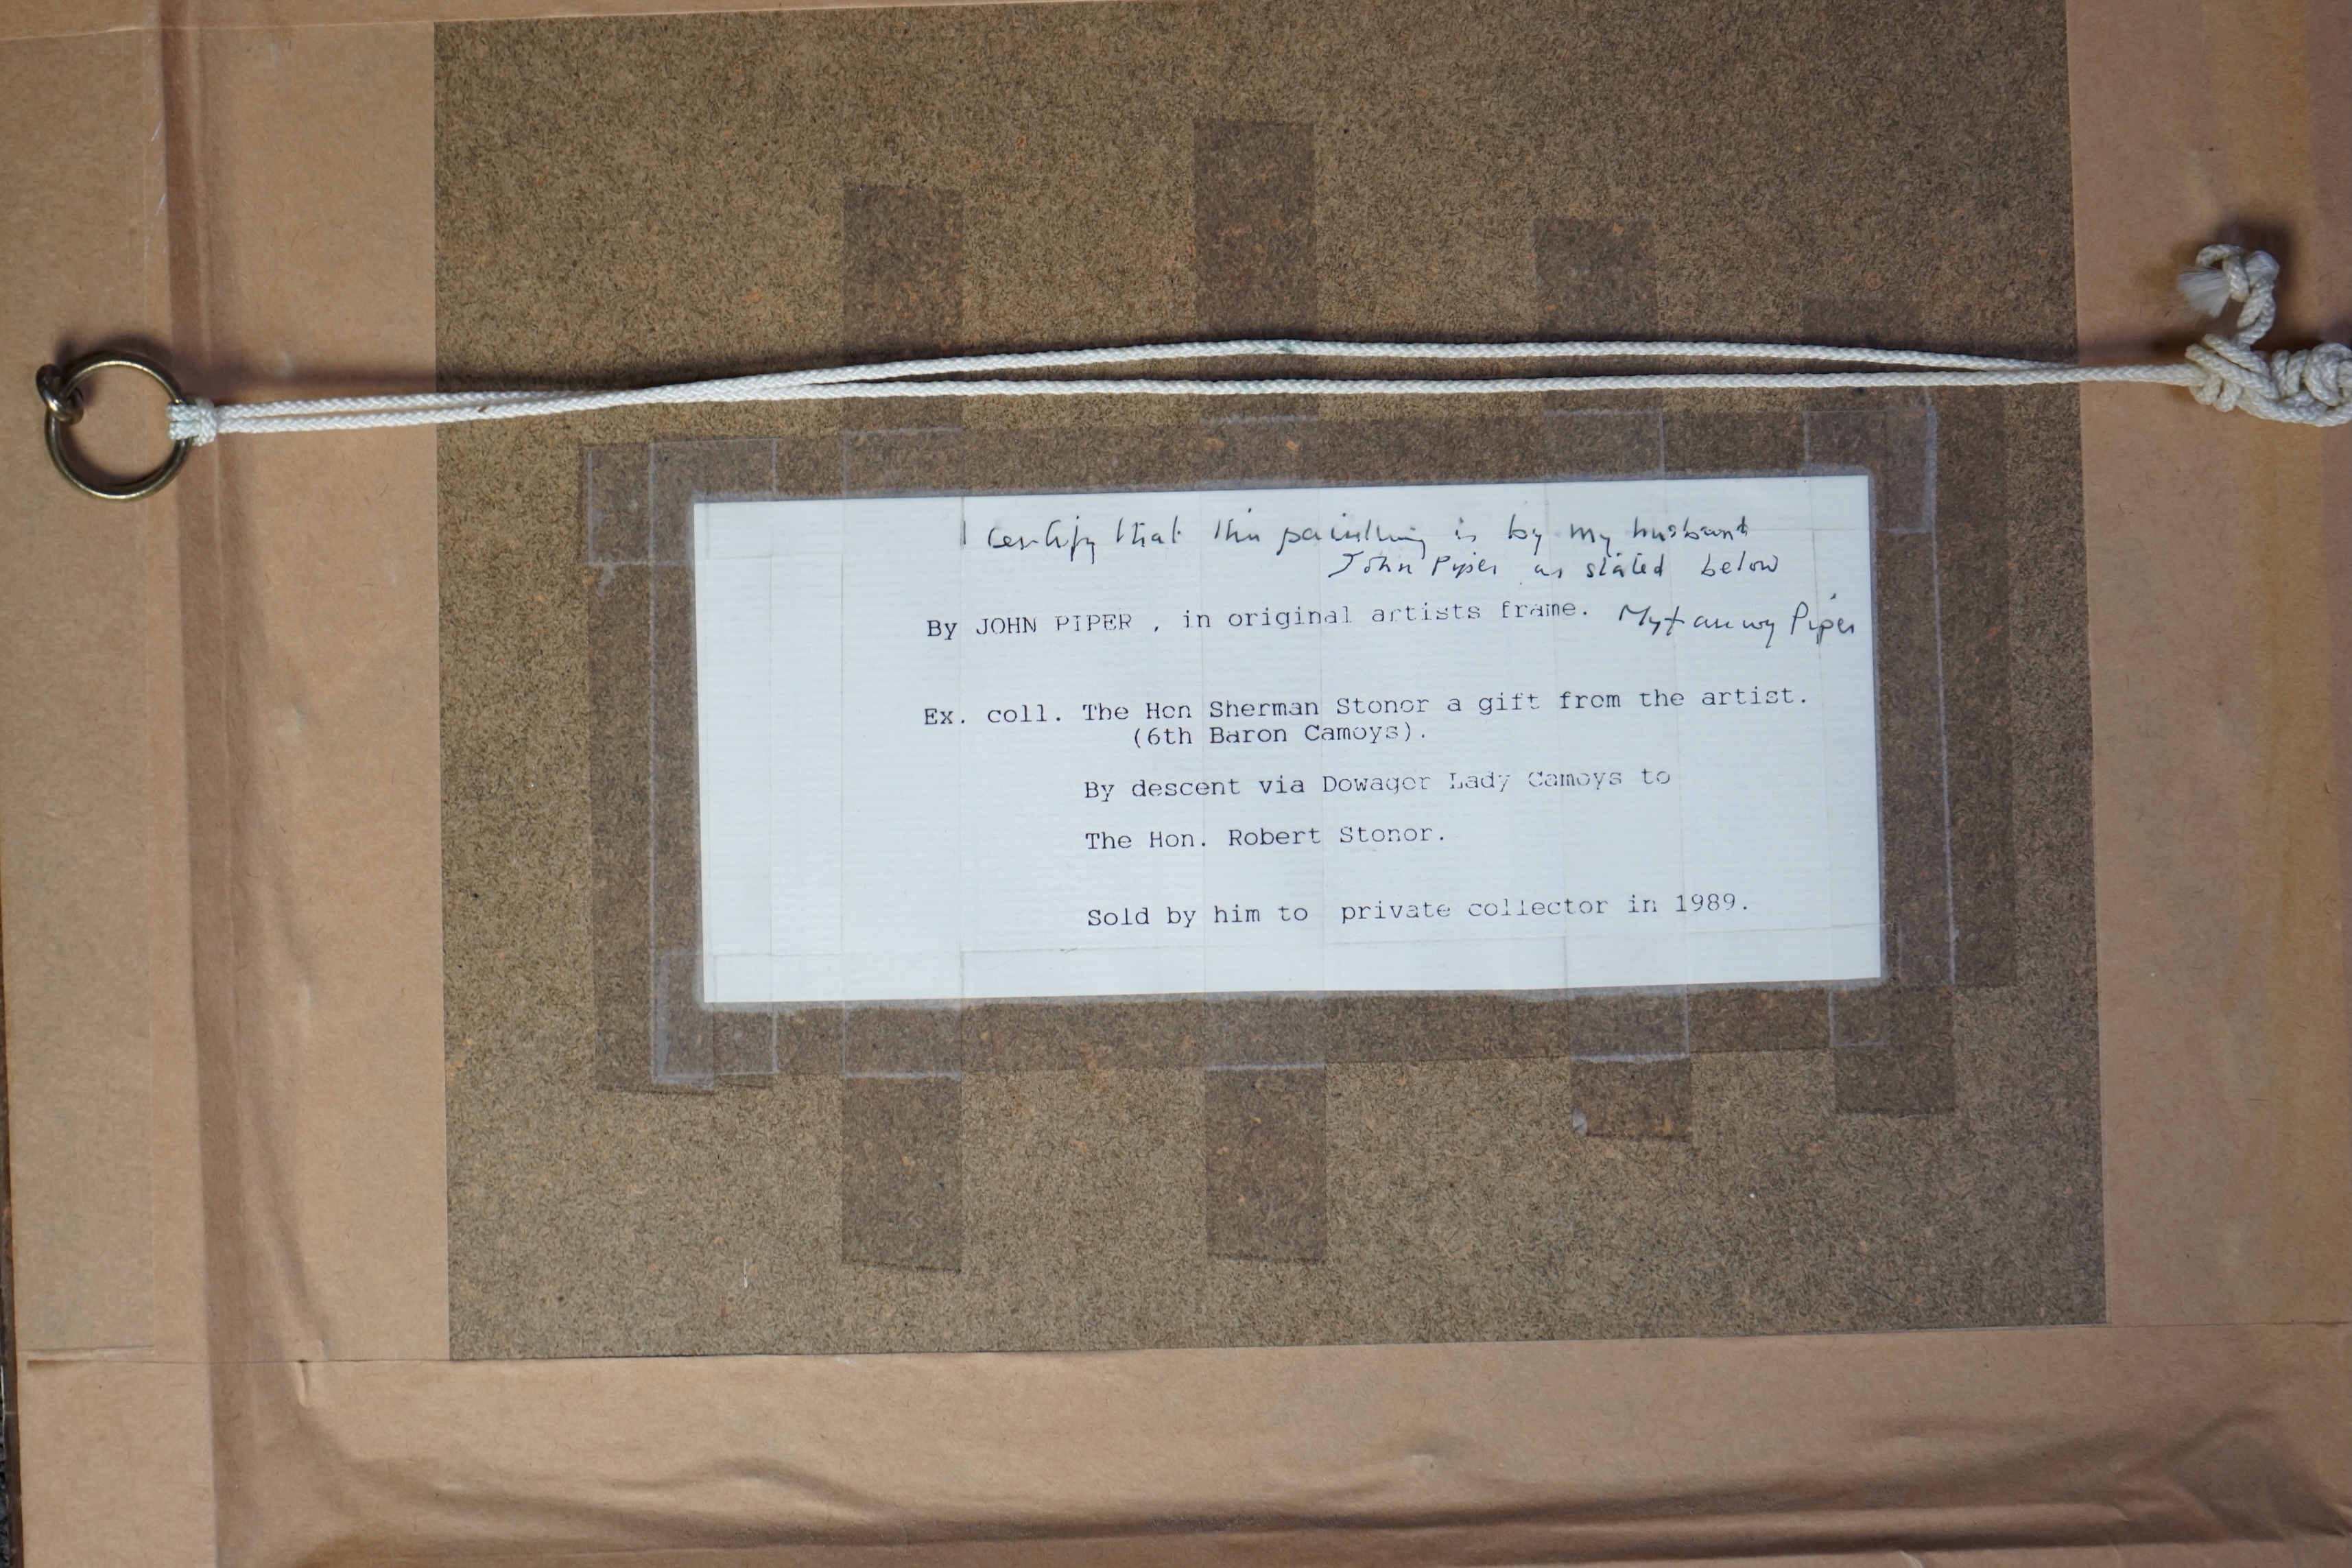 I certify that this painting is by my husband
John Piper as stated below
By JOHN PIPER , in original artists frame. Myfanwy Piper
Ex. coll. The Hon Sherman Stonor a gift from the artist.
(6th Baron Camoys).
By descent via Dowager Lady Camoys to
The Hon. Robert Stonor.
Sold by him to private collector in 1989.